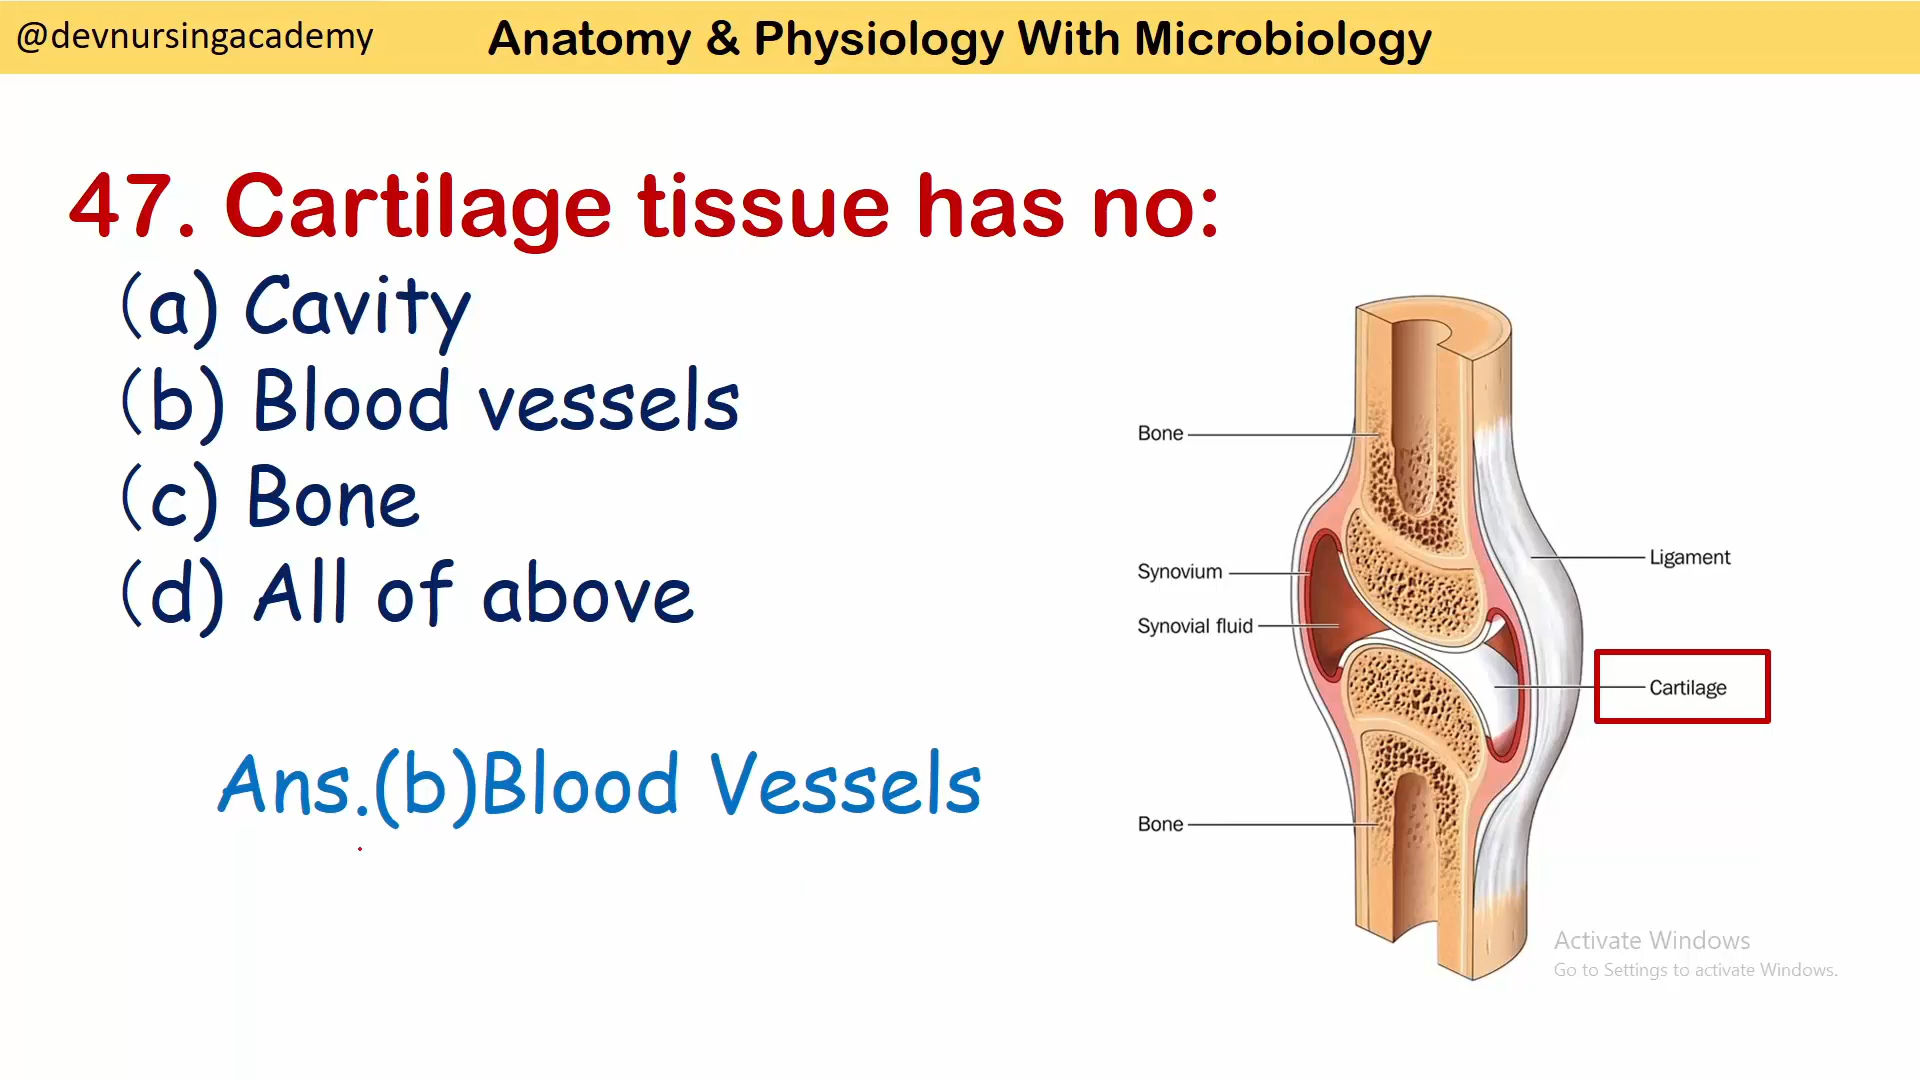 @devnursingacademy
Anatomy & Physiology With Microbiology
47. Cartilage tissue has no:
(a) Cavity
(b) Blood vessels
(c) Bone
(d) All of above
Ans.(b)Blood Vessels
Bone
Synovium
Synovial fluid
Bone
Ligament
Cartilage
Activate Windows
Go to Settings to activate Windows.